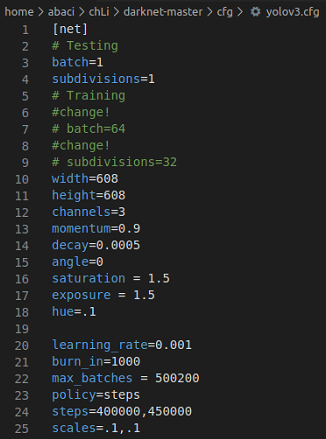 home > abaci > chLi > darknet-master > cfg > yolov3.cfg
1 [net]
2 # Testing
3 batch=1
4 subdivisions=1
5 # Training
6 #change!
7 # batch=64
8 #change!
9 # subdivisions=32
10 width=608
11 height=608
12 channels=3
13 momentum=0.9
14 decay=0.0005
15 angle=0
16 saturation = 1.5
17 exposure = 1.5
18 hue=.1
19
20 learning_rate=0.001
21 burn_in=1000
22 max_batches = 500200
23 policy=steps
24 steps=400000,450000
25 scales=.1,.1